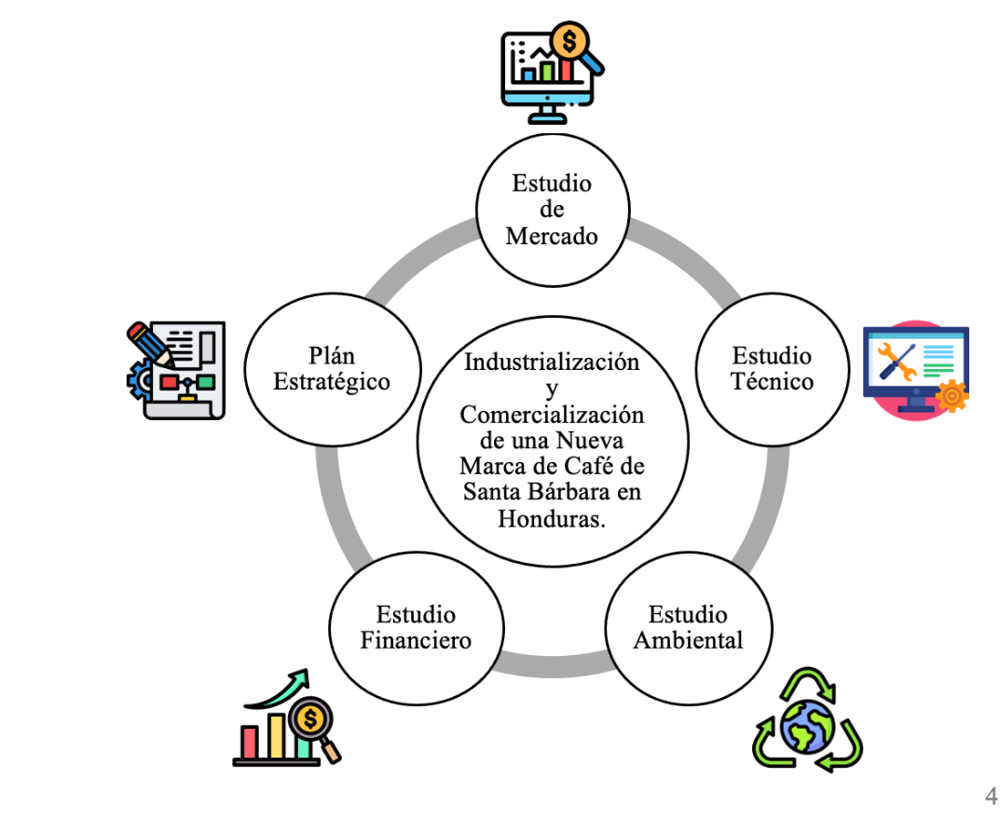 Estudio
de
Mercado
Plán
Estratégico
Estudio
Técnico
Industrialización
y
Comercialización
de una Nueva
Marca de Café de
Santa Bárbara en
Honduras.
Estudio
Financiero
Estudio
Ambiental
4